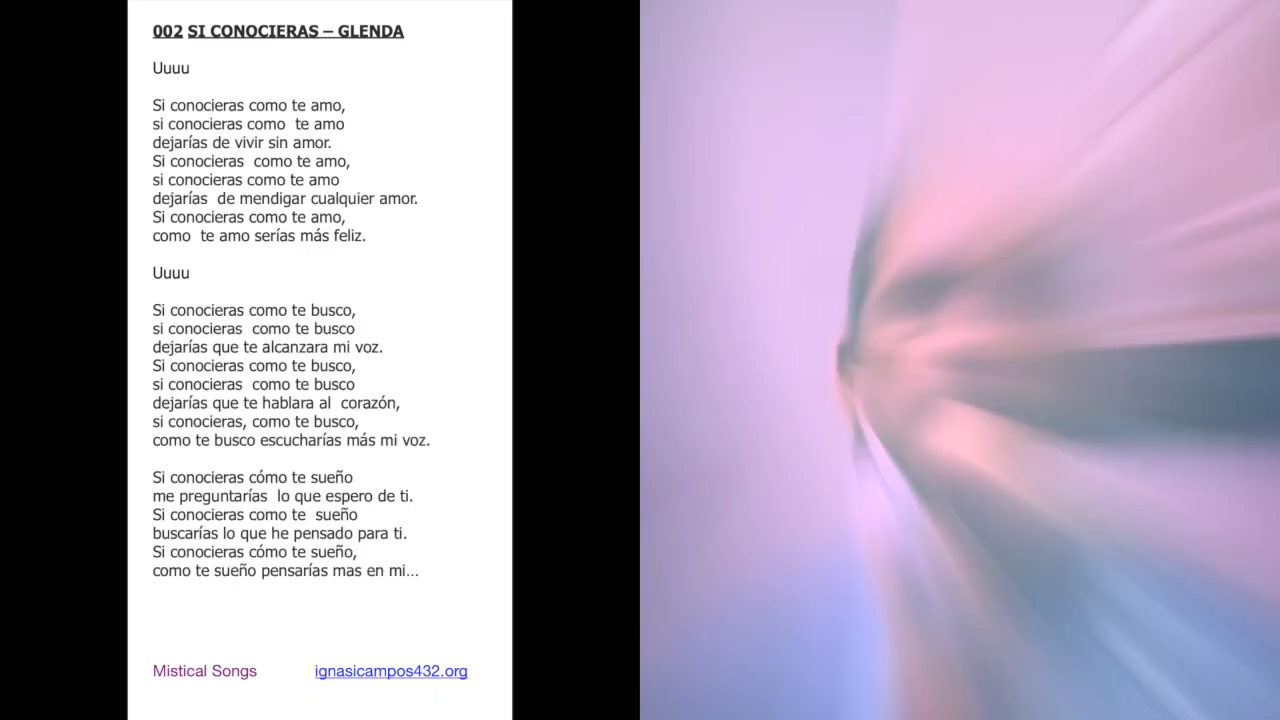 002 SI CONOCIERAS – GLENDA
Uuuu
Si conocieras como te amo,
si conocieras como  te amo
dejarías de vivir sin amor.
Si conocieras  como te amo,
si conocieras como te amo
dejarías  de mendigar cualquier amor.
Si conocieras como te amo,
como  te amo serías más feliz.
Uuuu
Si conocieras como te busco,
si conocieras  como te busco
dejarías que te alcanzara mi voz.
Si conocieras como te busco,
si conocieras  como te busco
dejarías que te hablara al  corazón,
si conocieras, como te busco,
como te busco escucharías más mi voz.
Si conocieras cómo te sueño
me preguntarías  lo que espero de ti.
Si conocieras como te  sueño
buscarías lo que he pensado para ti.
Si conocieras cómo te sueño,
como te sueño pensarías mas en mi...
Mistical Songs ignasicampos432.org